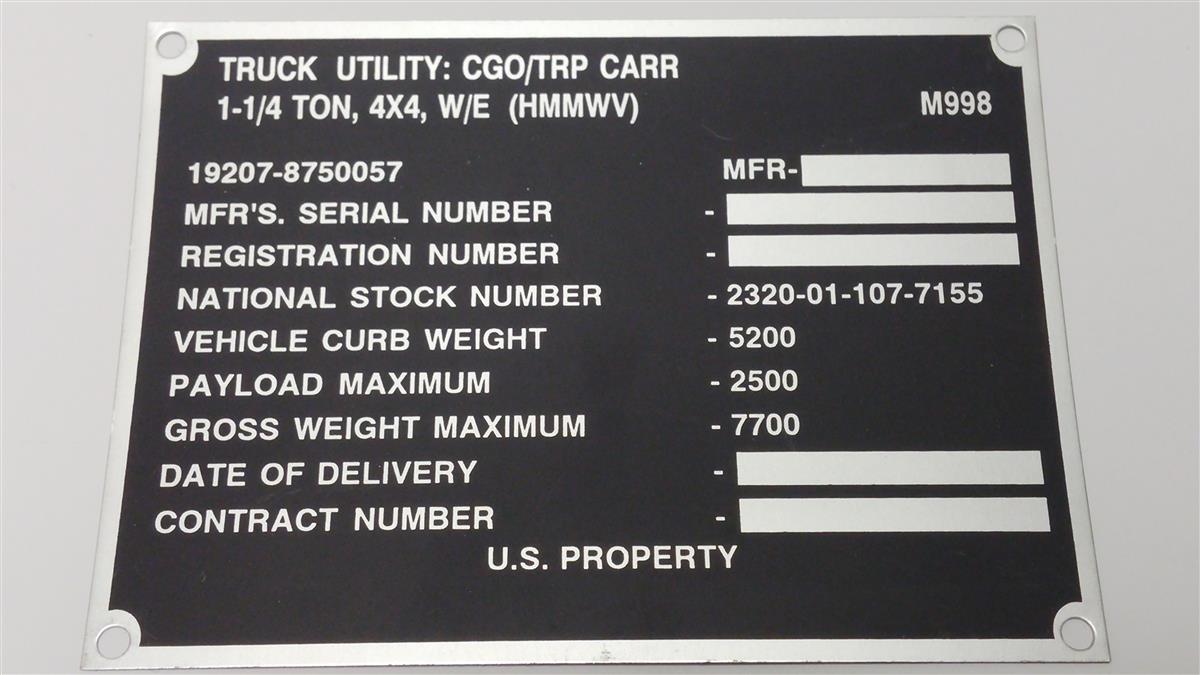 TRUCK UTILITY: CGO/TRP CARR
1-1/4 TON, 4X4, W/E (HMMWV) M998
19207-8750057 MFR-
MFR'S. SERIAL NUMBER -
REGISTRATION NUMBER -
NATIONAL STOCK NUMBER - 2320-01-107-7155
VEHICLE CURB WEIGHT - 5200
PAYLOAD MAXIMUM - 2500
GROSS WEIGHT MAXIMUM - 7700
DATE OF DELIVERY -
CONTRACT NUMBER -
U.S. PROPERTY